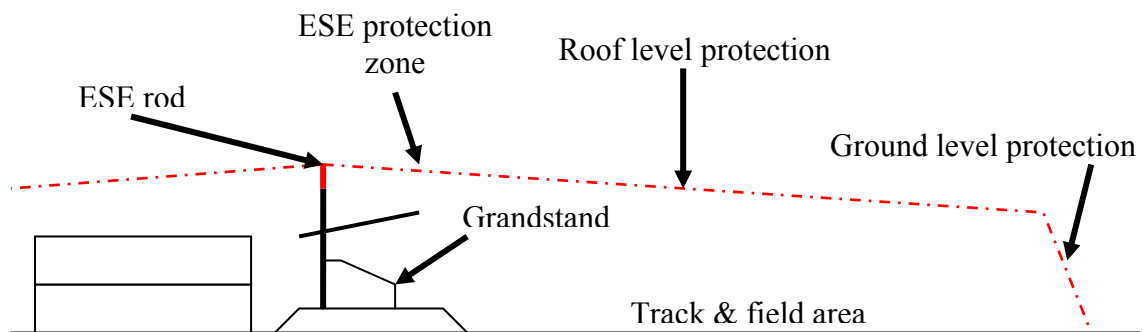 ESE protection
zone
Roof level protection
ESE rod
Ground level protection
Grandstand
Track & field area